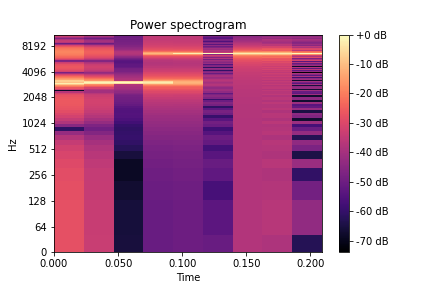 Power spectrogram
+0 dB
8192
-10 dB
4096
2048
-20 dB
1024
-30 dB
Hz
512
-40 dB
256
-50 dB
128
-60 dB
64
-70 dB
0
0.000
0.050
0.100
0.150
0.200
Time